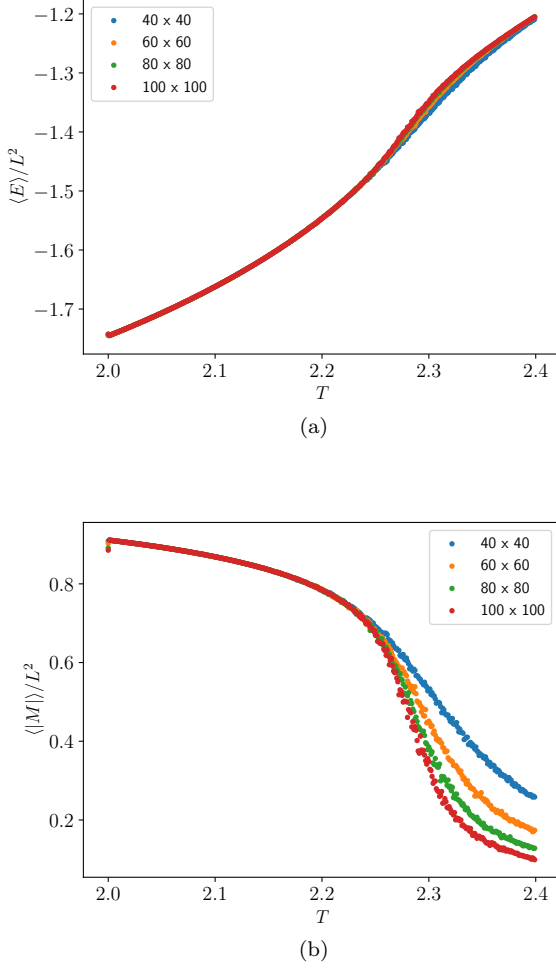 −1.2
−1.3
−1.4
−1.5
−1.6
−1.7
⟨E⟩/L²
40 x 40
60 x 60
80 x 80
100 x 100
2.0 2.1 2.2 2.3 2.4
T
(a)
0.8
0.6
0.4
0.2
⟨|M|⟩/L²
40 x 40
60 x 60
80 x 80
100 x 100
2.0 2.1 2.2 2.3 2.4
T
(b)